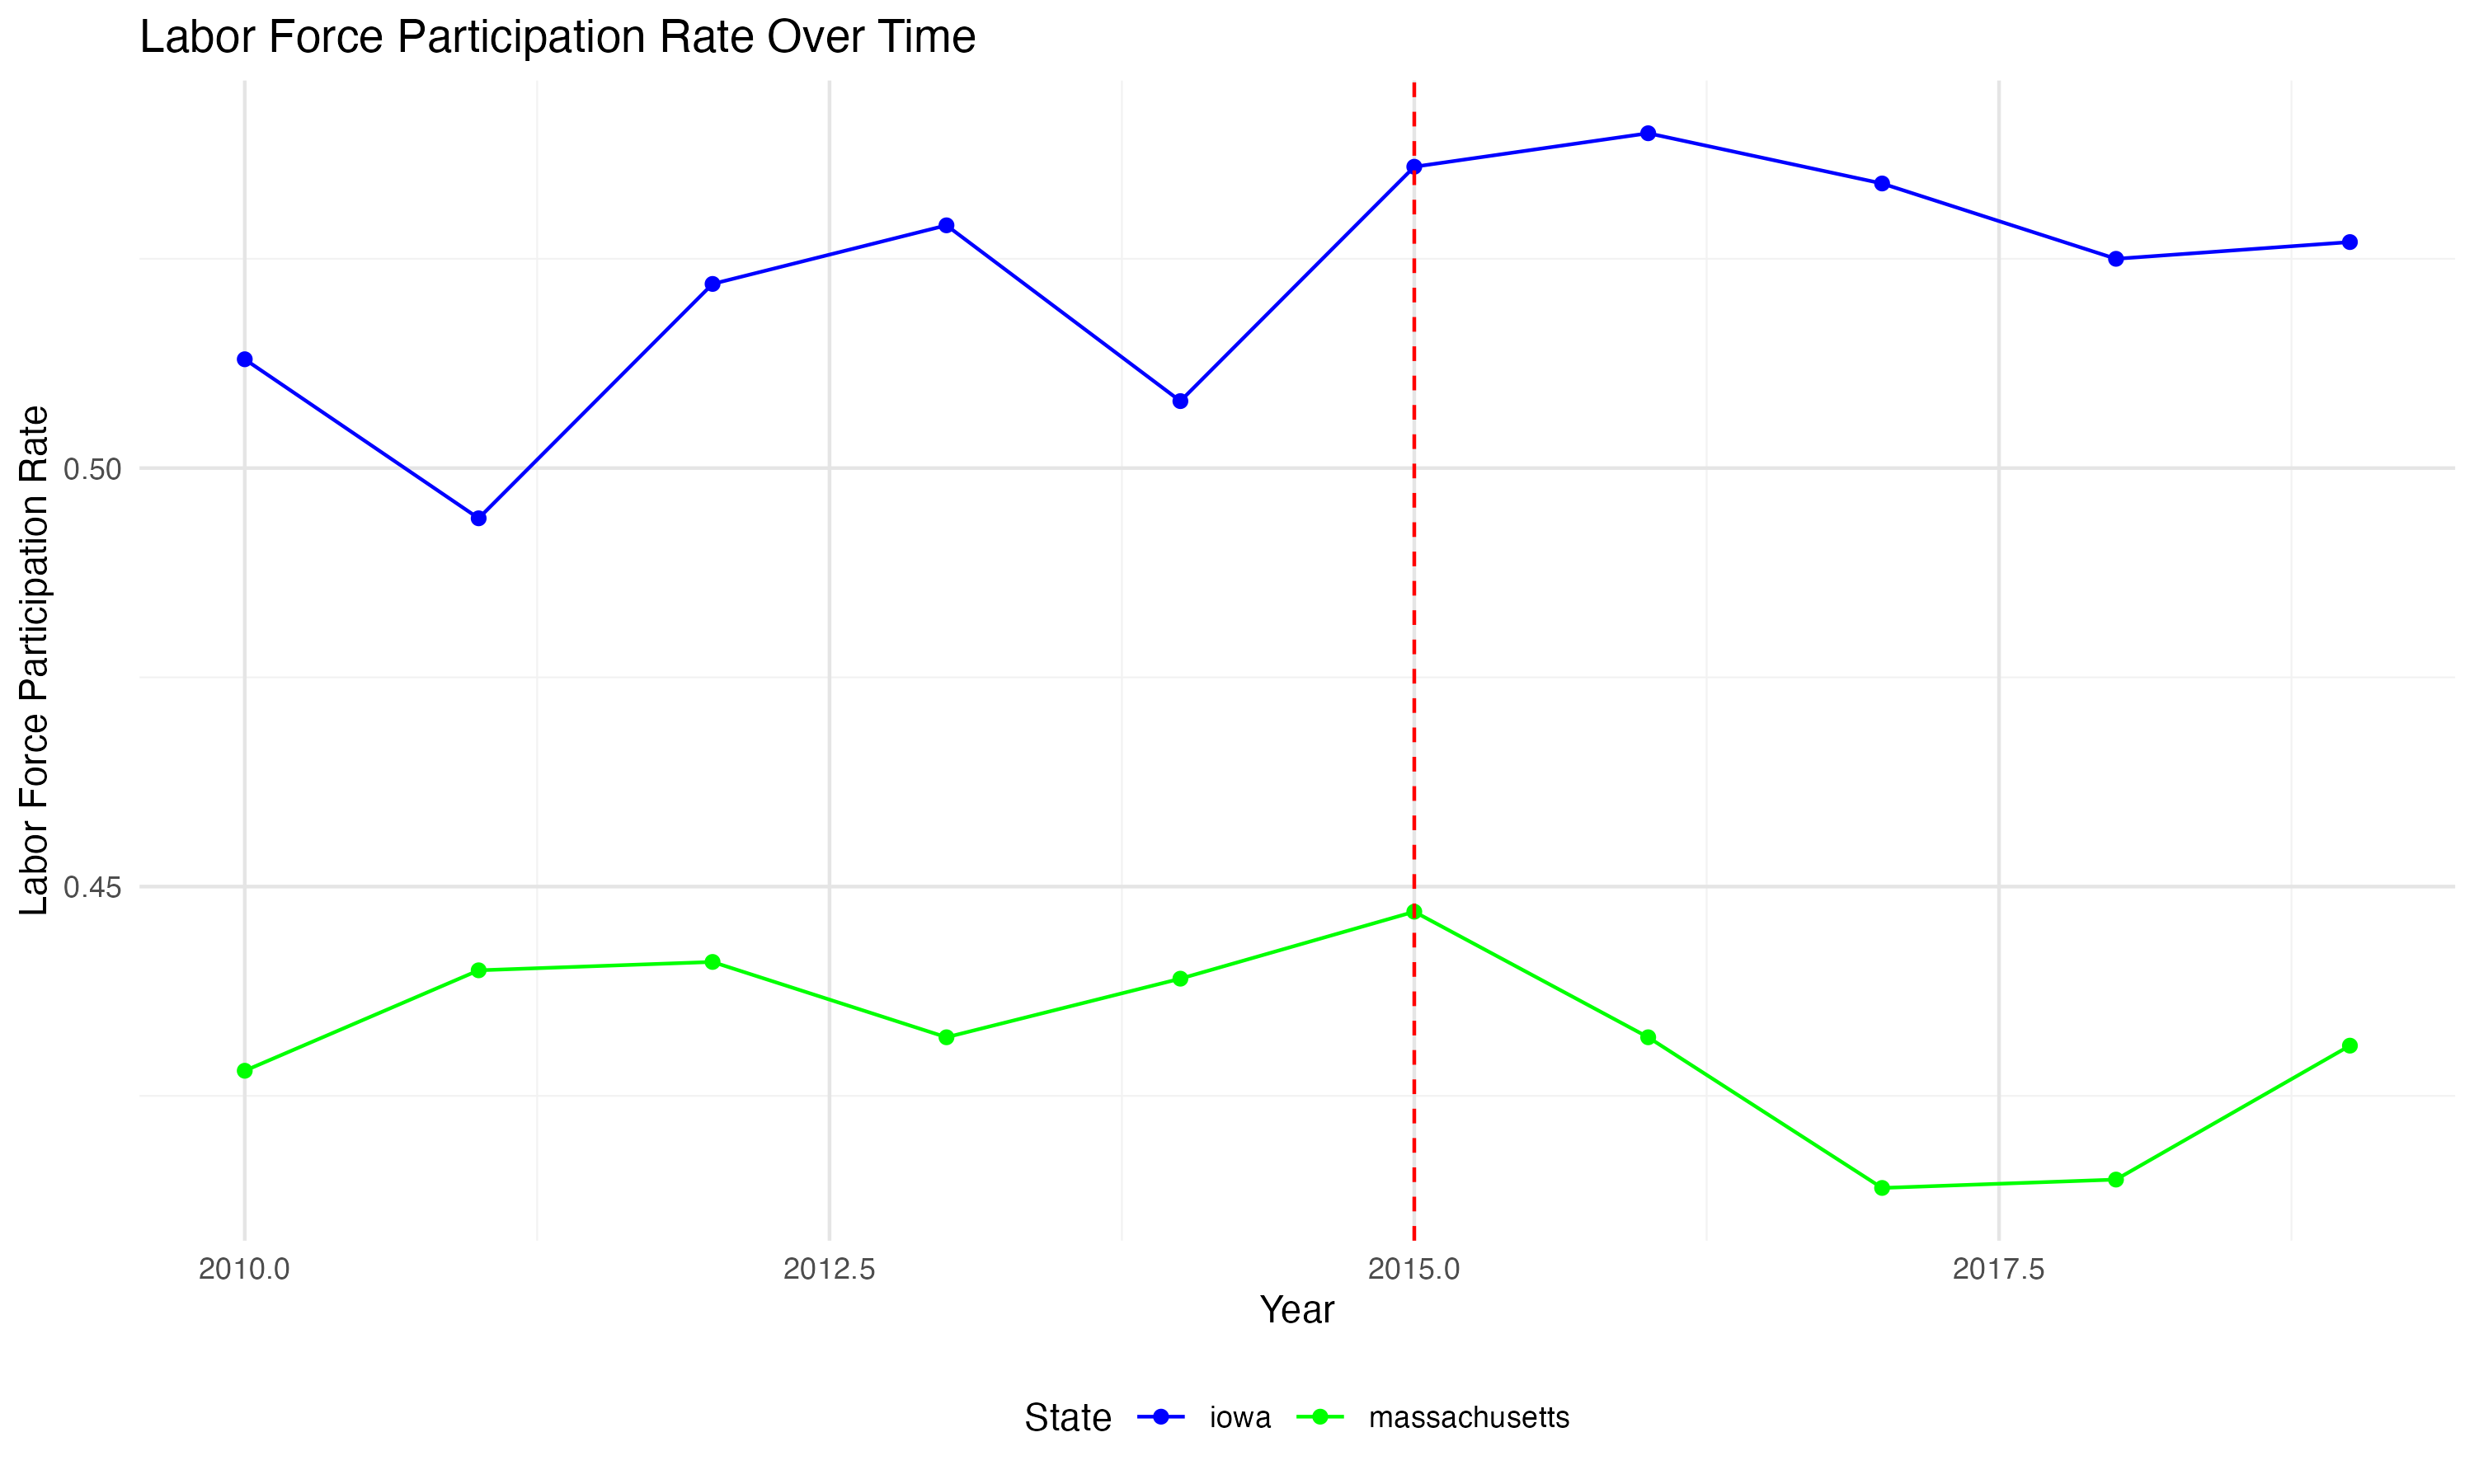 Labor Force Participation Rate Over Time
Labor Force Participation Rate
0.50
0.45
2010.0 2012.5 2015.0 2017.5
Year
State iowa massachusetts